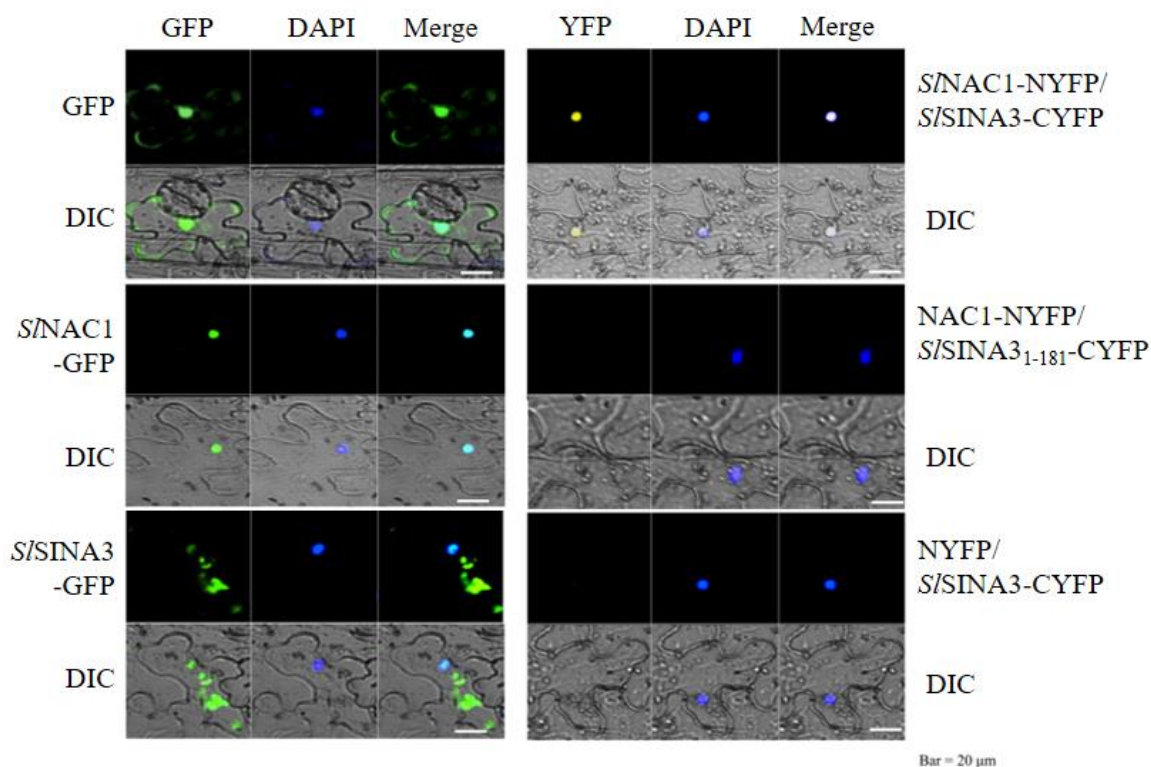 GFP DAPI Merge YFP DAPI Merge
GFP
SlNAC1-NYFP/
SlSINA3-CYFP
DIC
DIC
SlNAC1
-GFP
NAC1-NYFP/
SlSINA3₁₋₁₈₁-CYFP
DIC
DIC
SlSINA3
-GFP
NYFP/
SlSINA3-CYFP
DIC
DIC
Bar = 20 μm